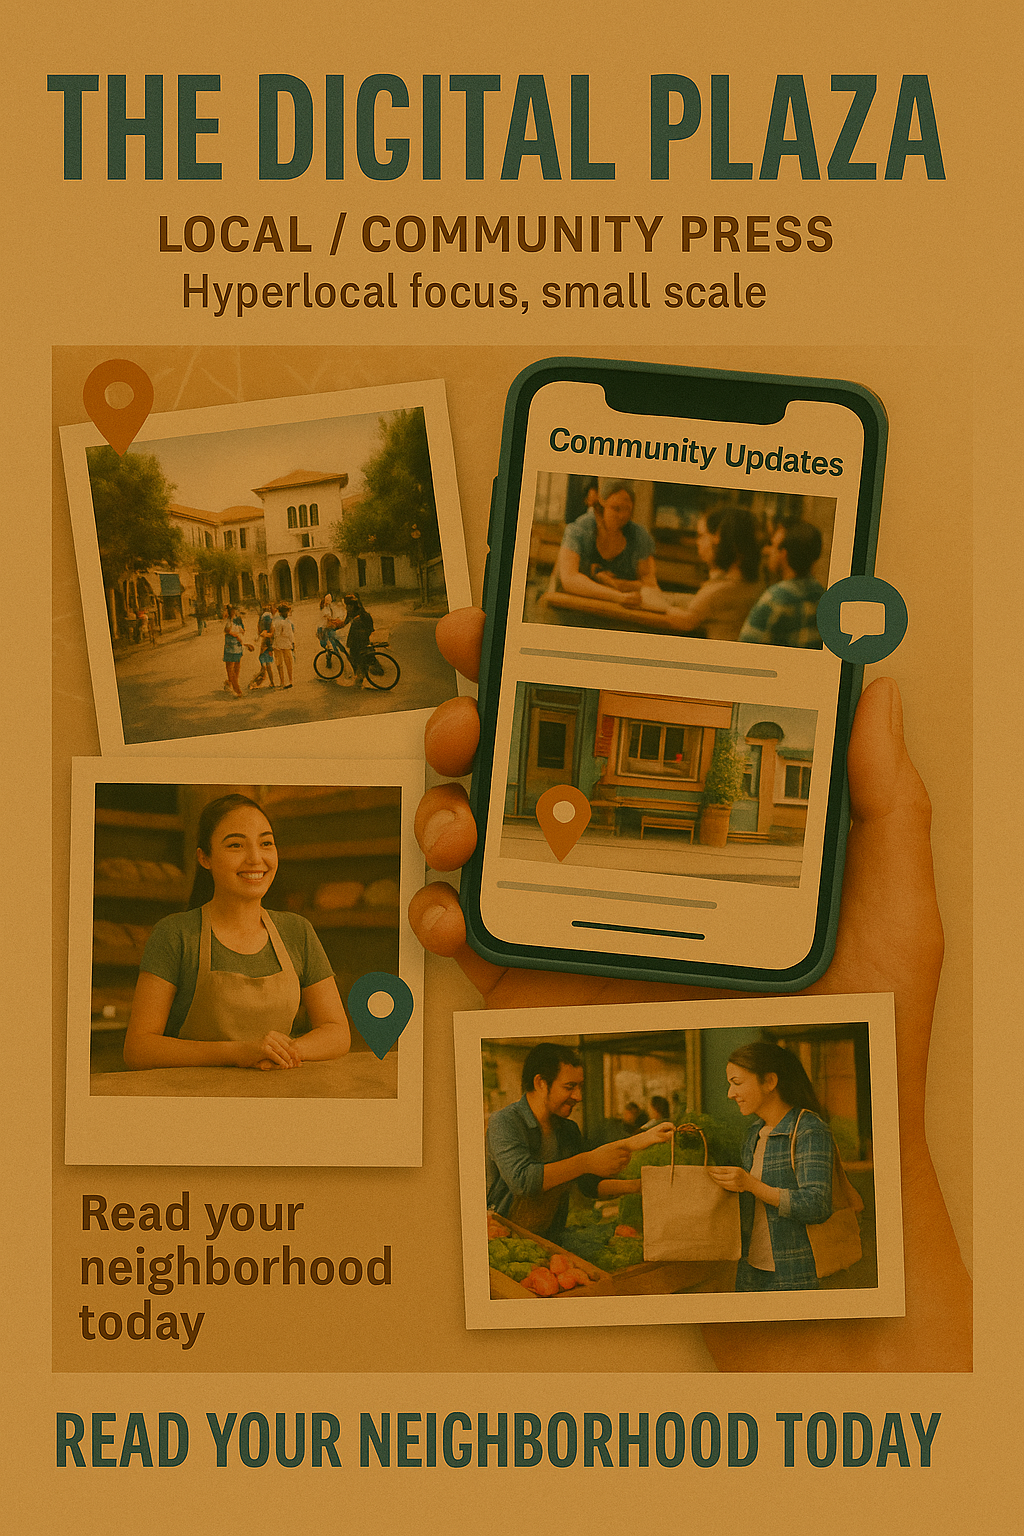 THE DIGITAL PLAZA
LOCAL / COMMUNITY PRESS
Hyperlocal focus, small scale
Community Updates
Read your
neighborhood
today
READ YOUR NEIGHBORHOOD TODAY